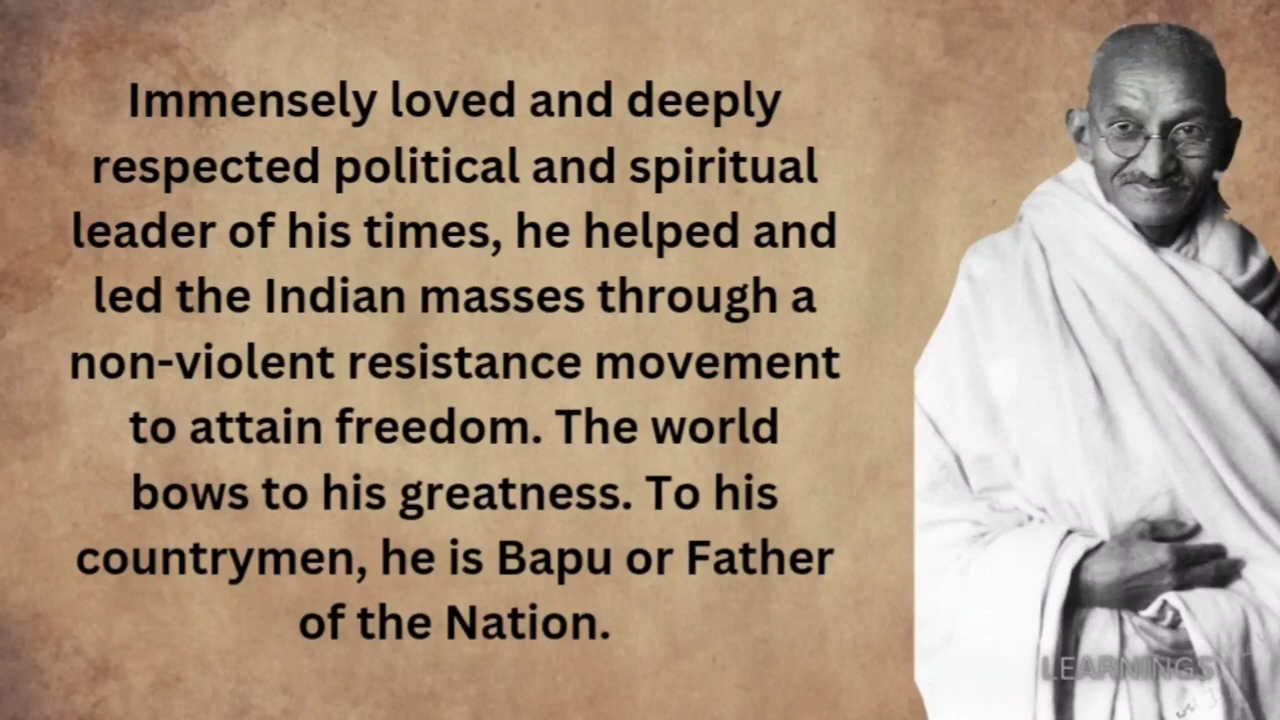 Immensely loved and deeply
respected political and spiritual
leader of his times, he helped and
led the Indian masses through a
non-violent resistance movement
to attain freedom. The world
bows to his greatness. To his
countrymen, he is Bapu or Father
of the Nation.
LEARNINGS